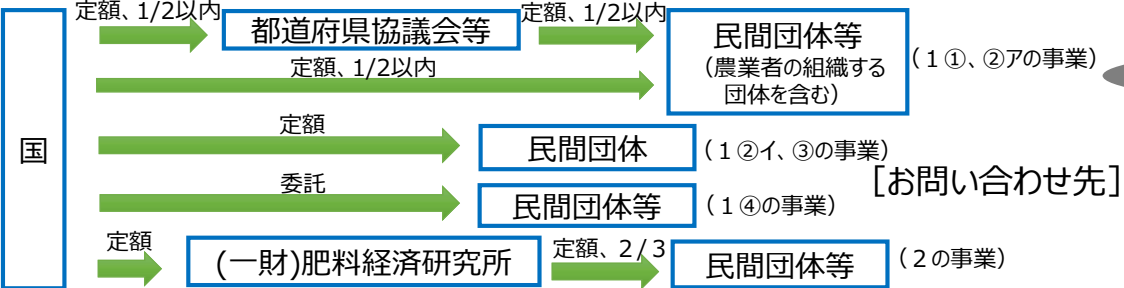 定額、1/2以内
定額、1/2以内
都道府県協議会等
民間団体等
（農業者の組織する
団体を含む）
（１①、②アの事業）
定額、1/2以内
国
定額
民間団体
（１②イ、③の事業）
［お問い合わせ先］
委託
民間団体等
（１④の事業）
定額
(一財)肥料経済研究所
定額、２/３
民間団体等
（２の事業）